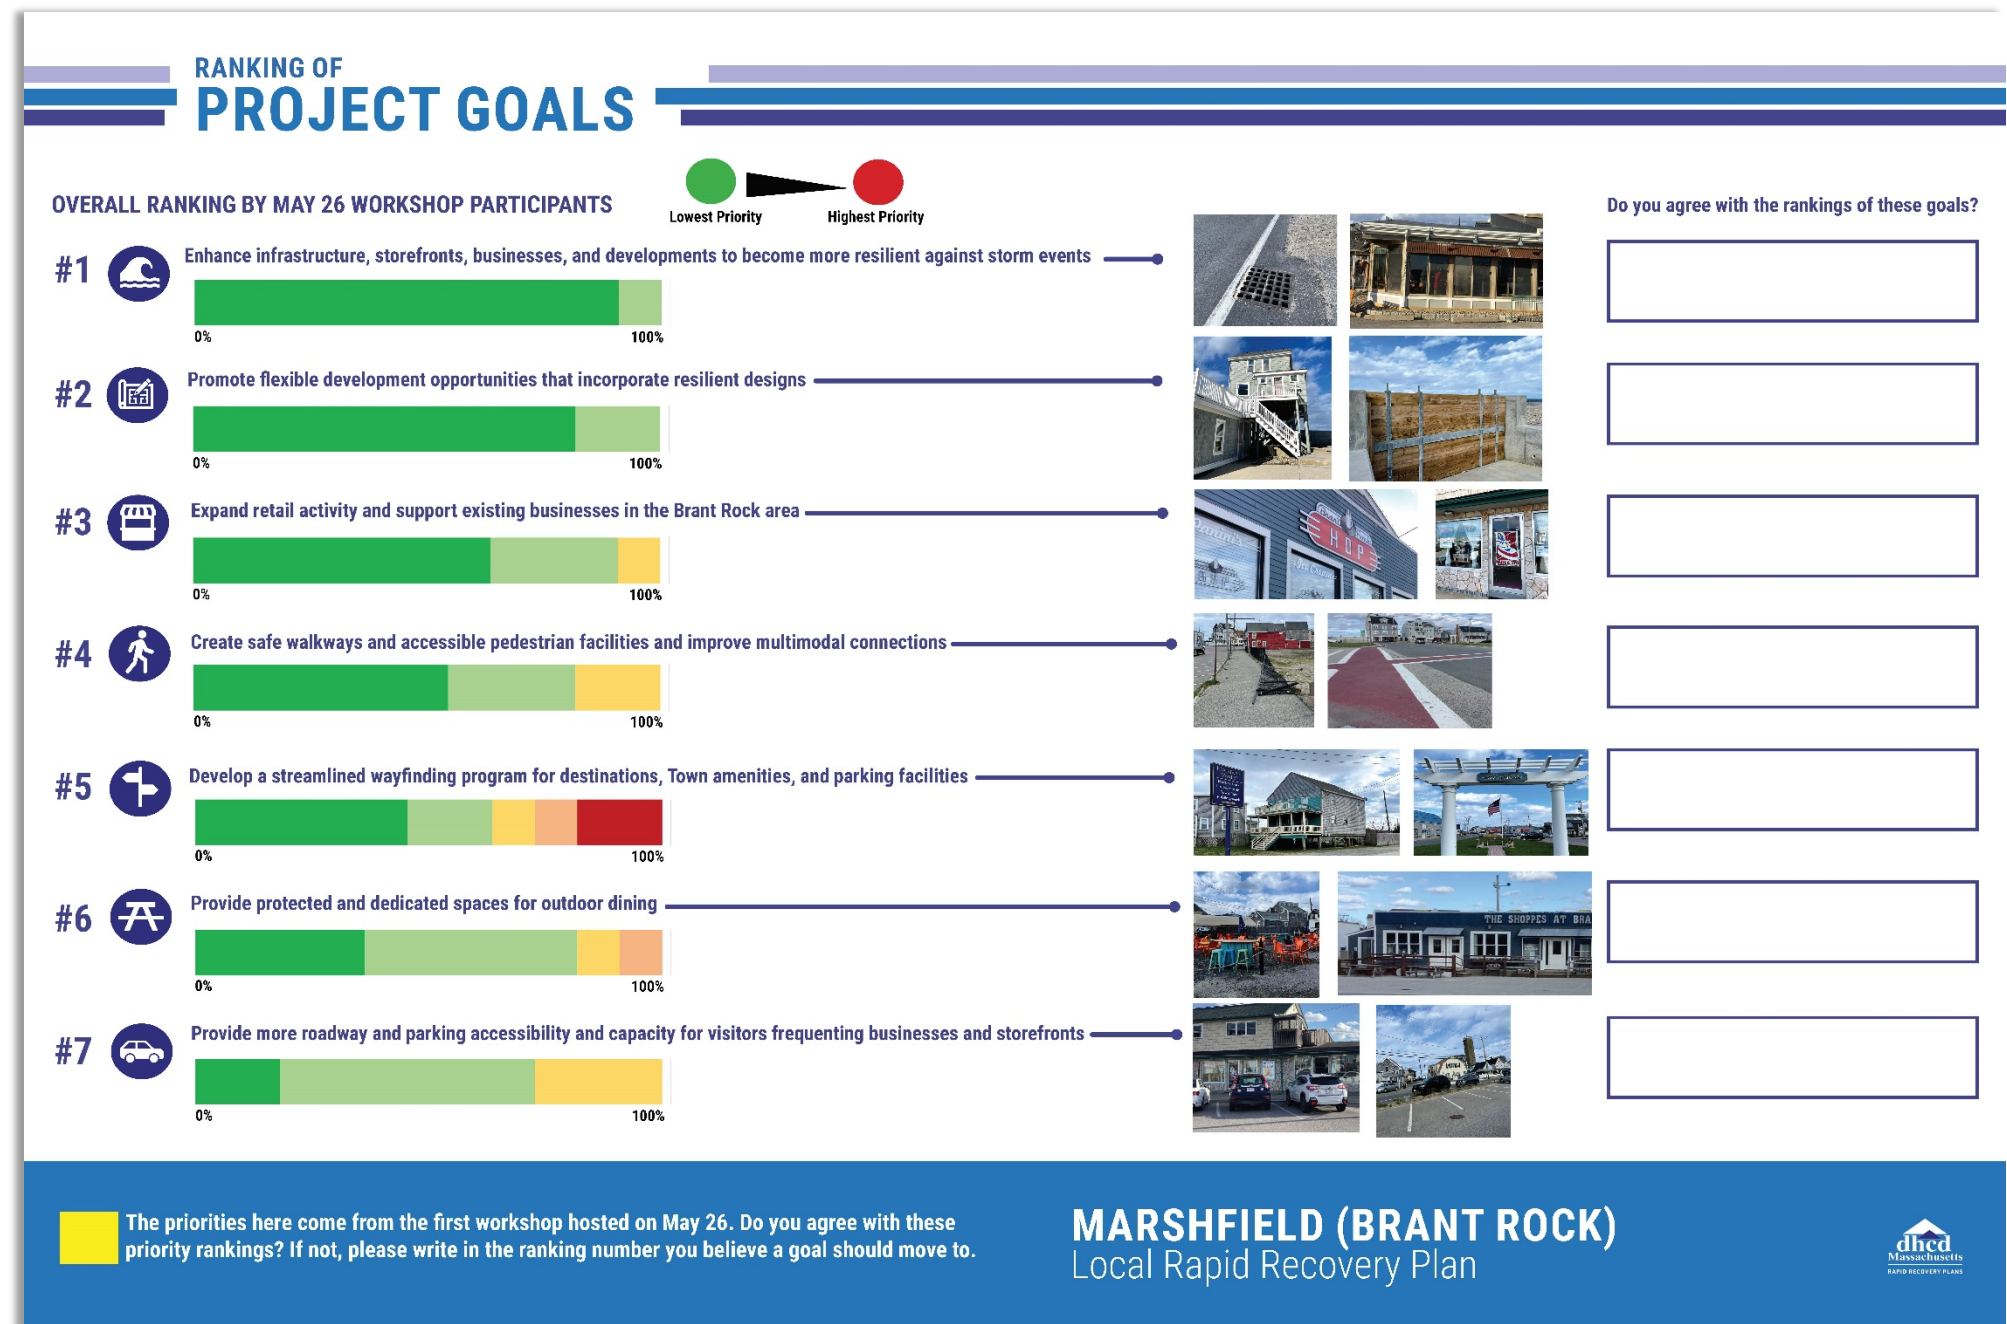 RANKING OF
PROJECT GOALS
OVERALL RANKING BY MAY 26 WORKSHOP PARTICIPANTS
Lowest Priority
Highest Priority
Do you agree with the rankings of these goals?
#1
Enhance infrastructure, storefronts, businesses, and developments to become more resilient against storm events
0%
100%
#2
Promote flexible development opportunities that incorporate resilient designs
0%
100%
#3
Expand retail activity and support existing businesses in the Brant Rock area
HOP
0%
100%
#4
Create safe walkways and accessible pedestrian facilities and improve multimodal connections
0%
100%
#5
Develop a streamlined wayfinding program for destinations, Town amenities, and parking facilities
0%
100%
#6
Provide protected and dedicated spaces for outdoor dining
THE SHOPPES AT BRA
0%
100%
#7
Provide more roadway and parking accessibility and capacity for visitors frequenting businesses and storefronts
0%
100%
The priorities here come from the first workshop hosted on May 26. Do you agree with these
priority rankings? If not, please write in the ranking number you believe a goal should move to.
MARSHFIELD (BRANT ROCK)
Local Rapid Recovery Plan
dhcd
Massachusetts
RAPID RECOVERY PLANS